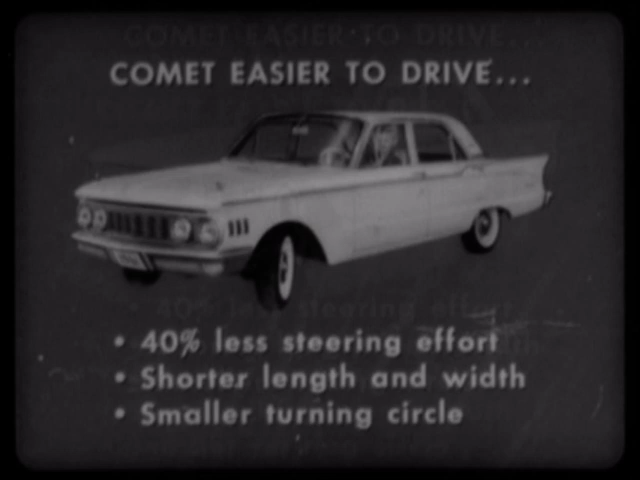 COMET EASIER TO DRIVE...
• 40% less steering effort
• Shorter length and width
• Smaller turning circle